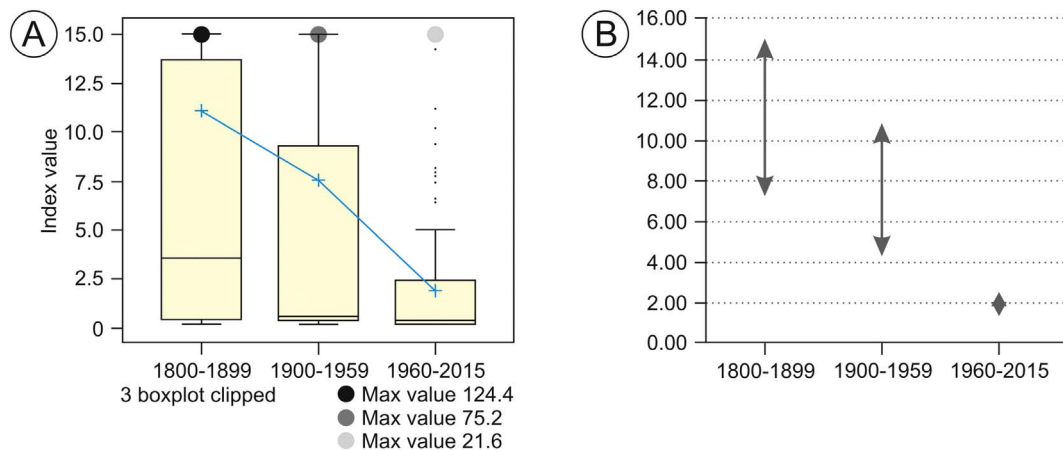 A
15.0
12.5
10.0
7.5
5.0
2.5
0
Index value
1800-1899 1900-1959 1960-2015
3 boxplot clipped
Max value 124.4
Max value 75.2
Max value 21.6
B
16.00
14.00
12.00
10.00
8.00
6.00
4.00
2.00
0.00
1800-1899 1900-1959 1960-2015